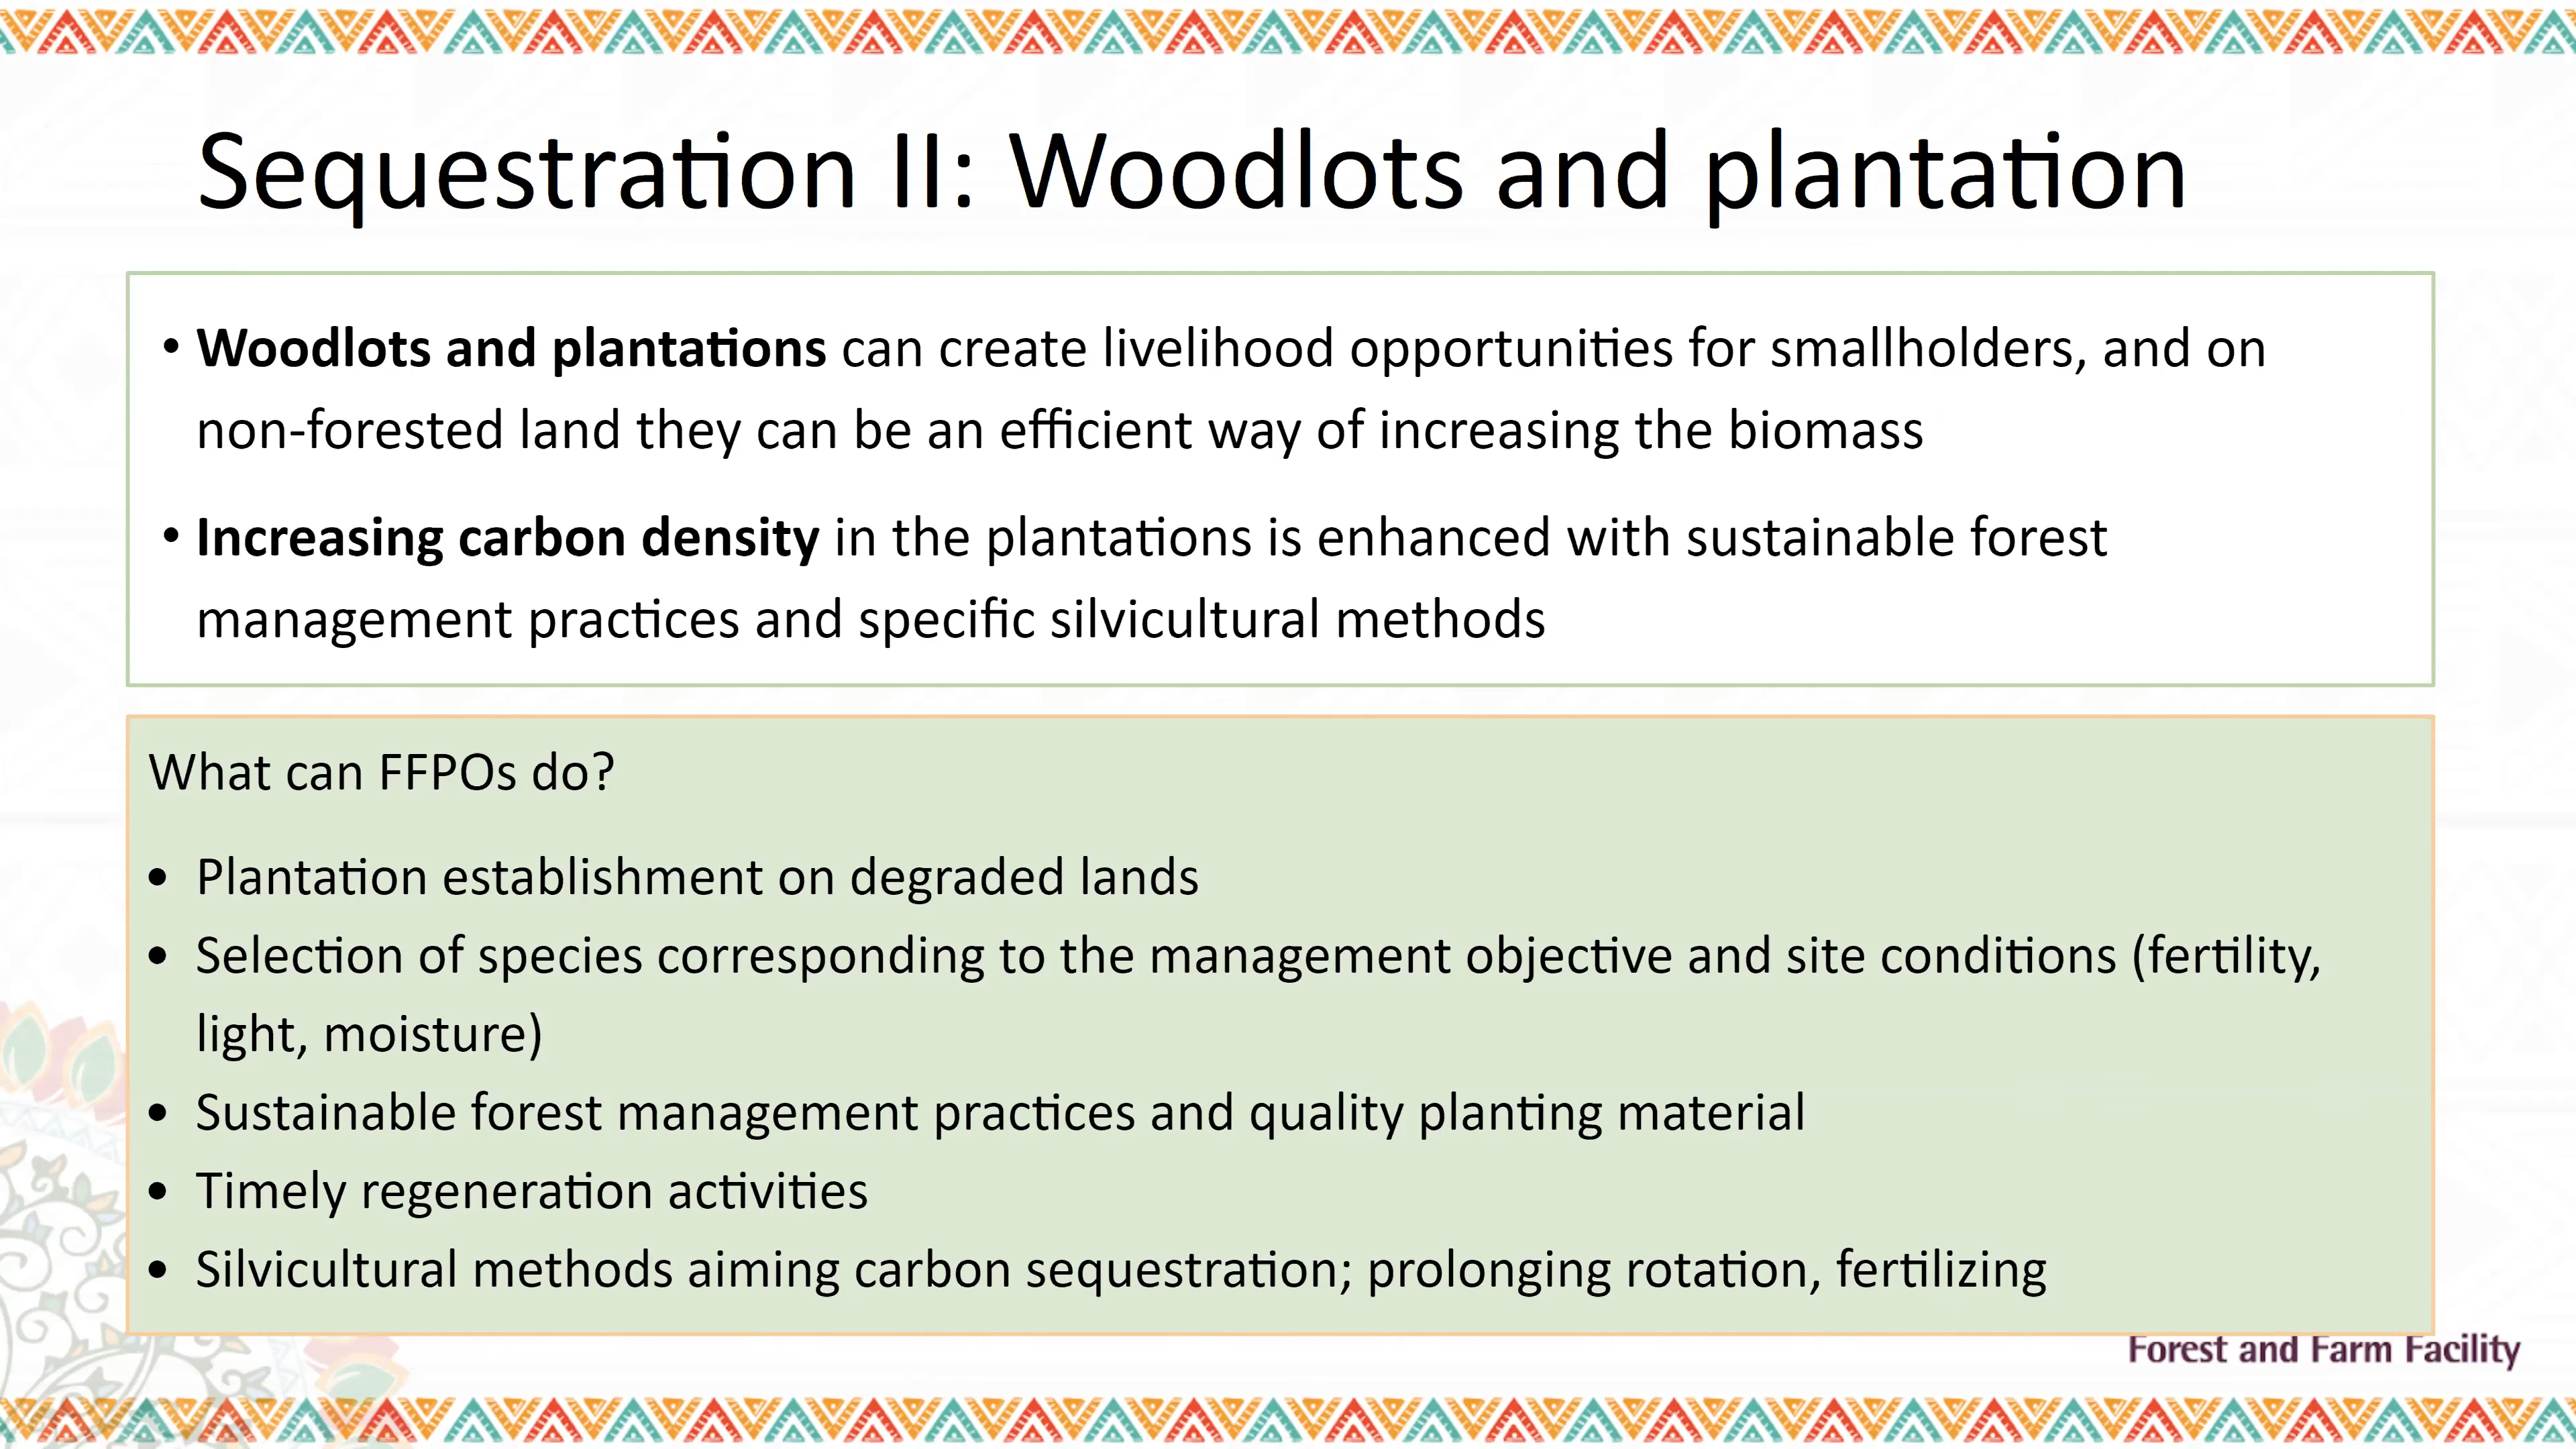 Sequestration II: Woodlots and plantation
• Woodlots and plantations can create livelihood opportunities for smallholders, and on
non-forested land they can be an efficient way of increasing the biomass
• Increasing carbon density in the plantations is enhanced with sustainable forest
management practices and specific silvicultural methods
What can FFPOs do?
• Plantation establishment on degraded lands
• Selection of species corresponding to the management objective and site conditions (fertility,
light, moisture)
• Sustainable forest management practices and quality planting material
• Timely regeneration activities
• Silvicultural methods aiming carbon sequestration; prolonging rotation, fertilizing
Forest and Farm Facility